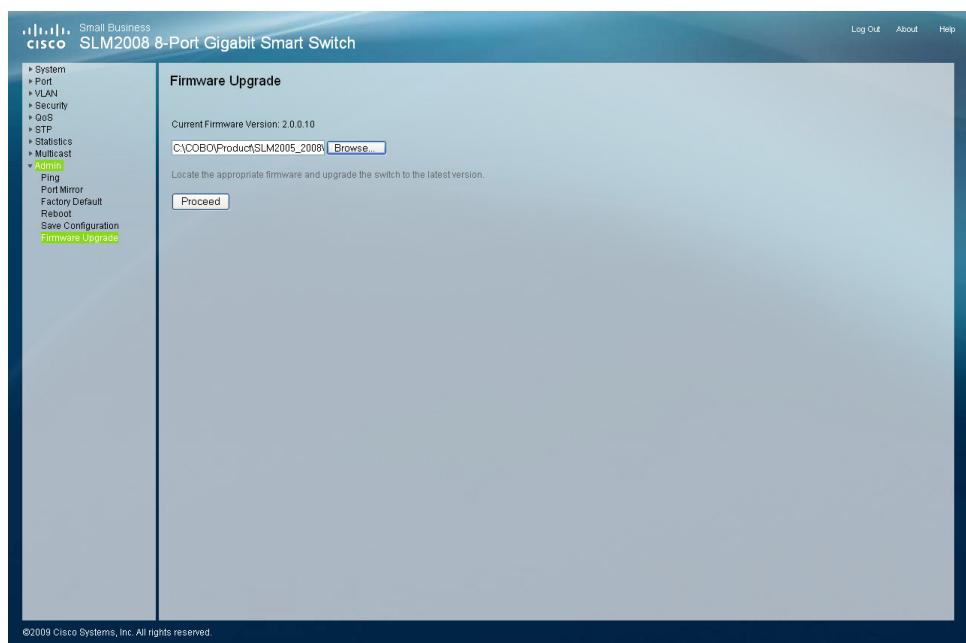 Small Business
cisco SLM2008 8-Port Gigabit Smart Switch
Log Out About Help
System
Port
VLAN
Security
QoS
STP
Statistics
Multicast
Admin
Ping
Port Mirror
Factory Default
Reboot
Save Configuration
Firmware Upgrade
Firmware Upgrade
Current Firmware Version: 2.0.0.10
C:\COBO\Product\SLM2005_2008\ Browse...
Locate the appropriate firmware and upgrade the switch to the latest version.
Proceed
©2009 Cisco Systems, Inc. All rights reserved.